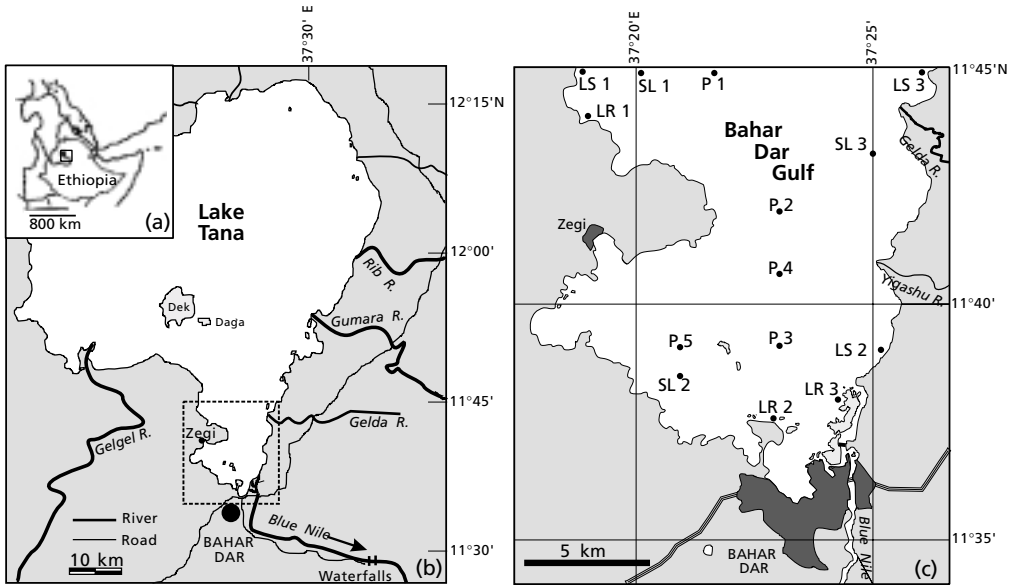 37°30' E
12°15'N
12°00'
11°45'
11°30'
Ethiopia
800 km
(a)
Lake
Tana
Dek
Daga
Rib R.
Gumara R.
Gelda R.
Gelgel R.
Zegi
River
Road
10 km
BAHAR
DAR
Blue Nile
Waterfalls
(b)
37°20' E
37°25'
11°45'N
11°40'
11°35'
LS 1
SL 1
P 1
LS 3
LR 1
Bahar
Dar
Gulf
SL 3
Gelda R.
P 2
Zegi
P 4
Yigashu R.
P 5
P 3
LS 2
SL 2
LR 3
LR 2
5 km
BAHAR
DAR
Blue Nile
(c)